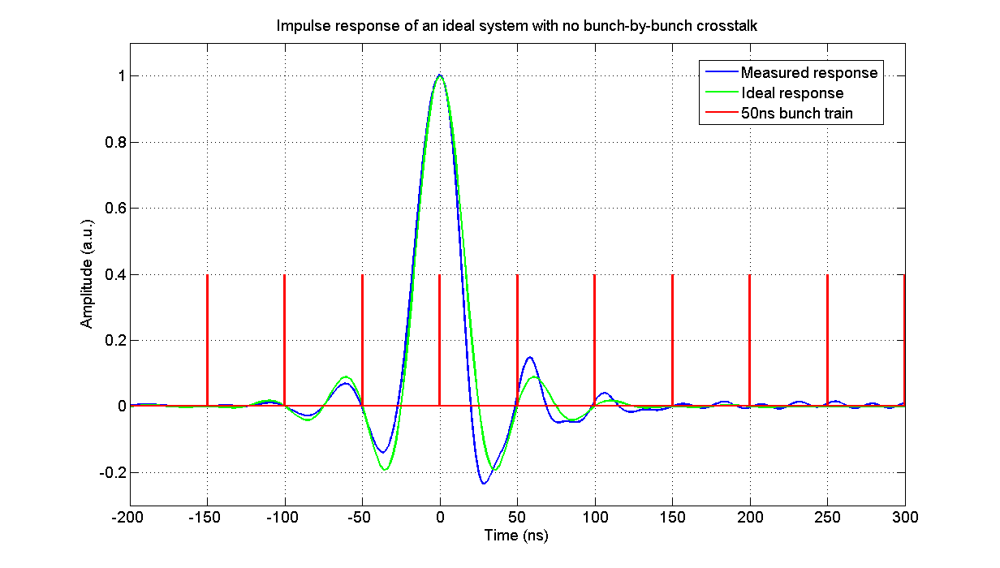 Impulse response of an ideal system with no bunch-by-bunch crosstalk
Measured response
Ideal response
50ns bunch train
Amplitude (a.u.)
1
0.8
0.6
0.4
0.2
0
-0.2
-200 -150 -100 -50 0 50 100 150 200 250 300
Time (ns)